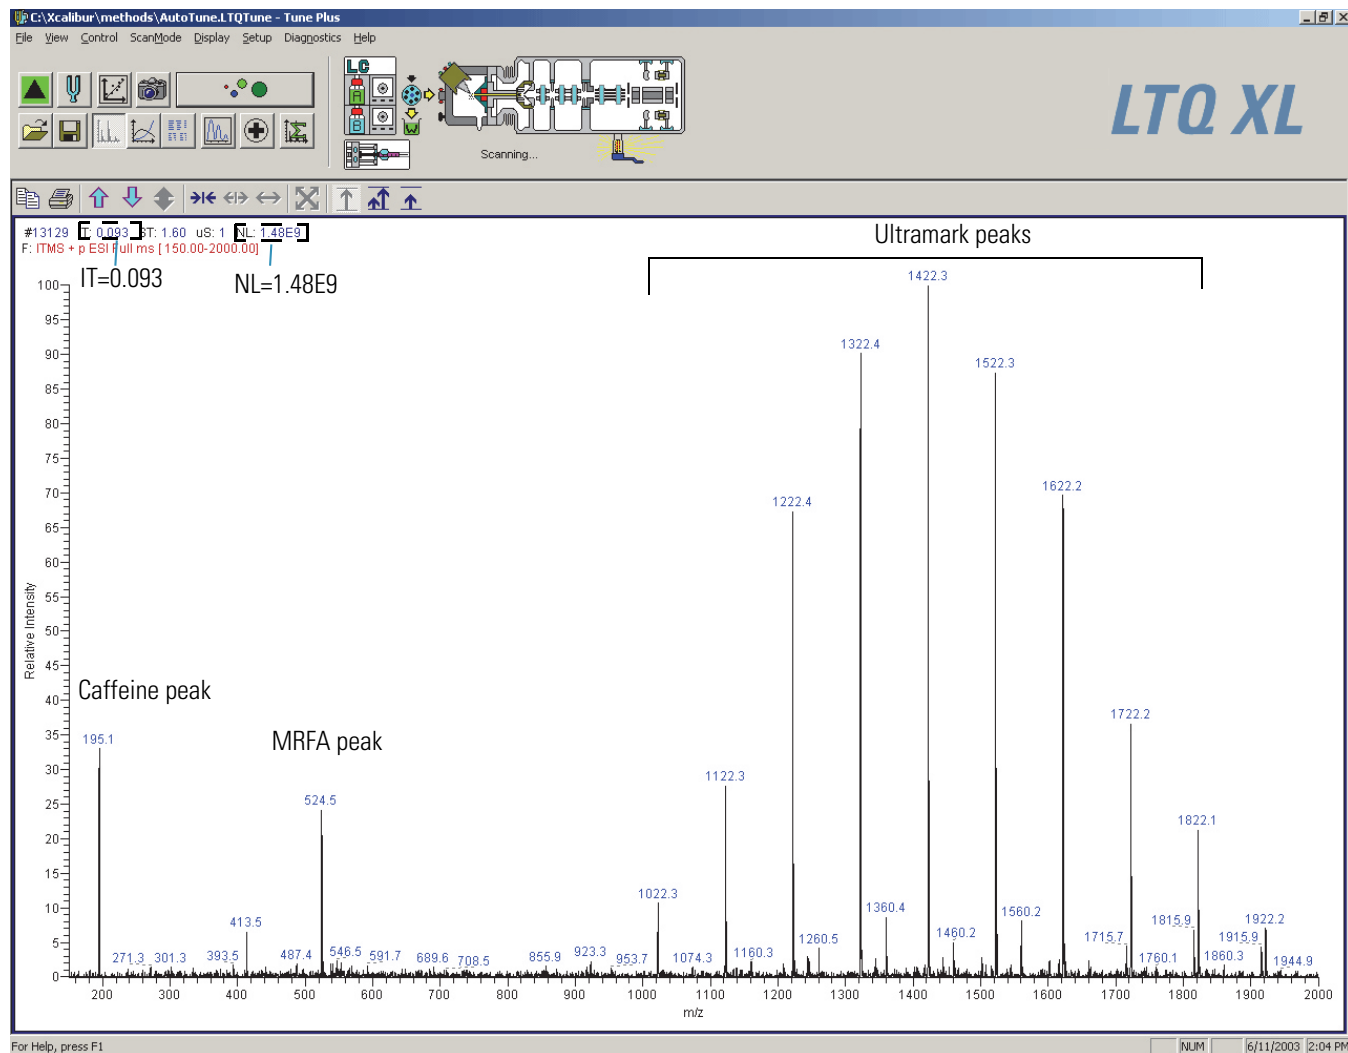 C:\Xcalibur\methods\AutoTune.LTQTune - Tune Plus
File View Control ScanMode Display Setup Diagnostics Help
LC
A
B
Scanning...
LTQ XL
#13129 IT: 0.093 ST: 1.60 uS: 1 NL: 1.48E9
F: ITMS + p ESI Full ms [150.00-2000.00]
IT=0.093
NL=1.48E9
Ultramark peaks
Caffeine peak
MRFA peak
Relative Intensity
100
95
90
85
80
75
70
65
60
55
50
45
40
35
30
25
20
15
10
5
0
195.1
271.3
301.3
393.5
413.5
487.4
524.5
546.5
591.7
689.6
708.5
855.9
923.3
953.7
1022.3
1074.3
1122.3
1160.3
1222.4
1260.5
1322.4
1360.4
1422.3
1460.2
1522.3
1560.2
1622.2
1715.7
1722.2
1760.1
1815.9
1822.1
1860.3
1915.9
1922.2
1944.9
200 300 400 500 600 700 800 900 1000 1100 1200 1300 1400 1500 1600 1700 1800 1900 2000
m/z
For Help, press F1
NUM
6/11/2003 2:04 PM